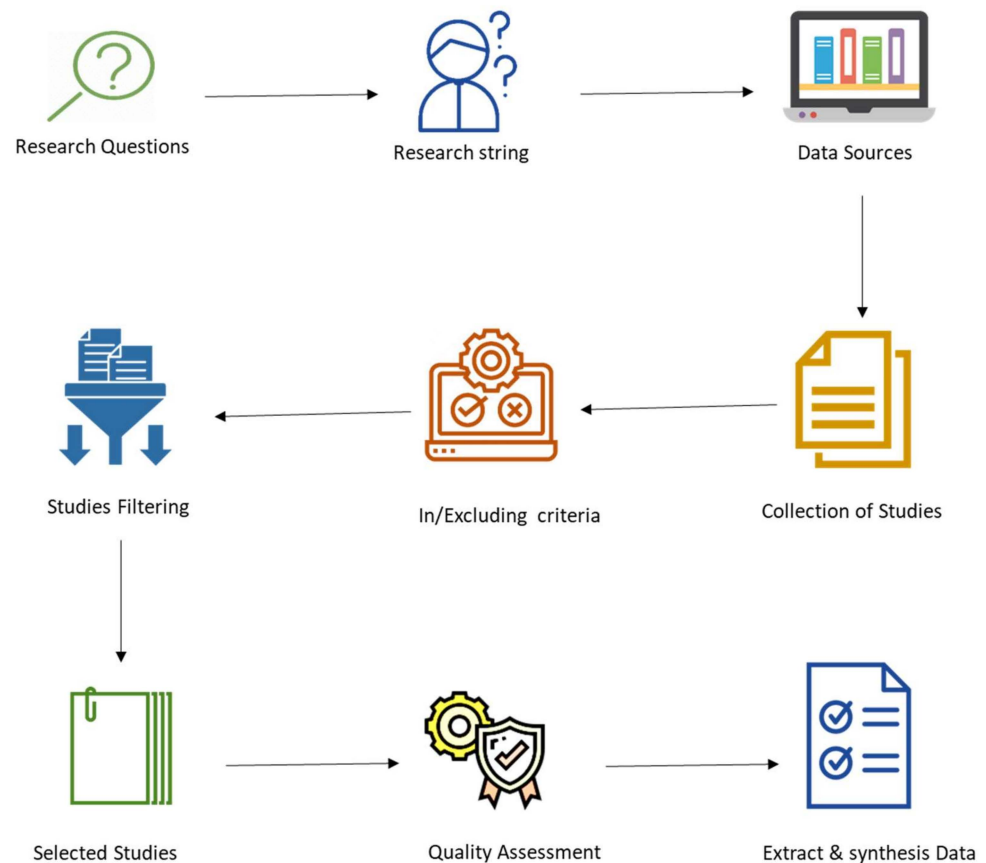 Research Questions
Research string
Data Sources
Collection of Studies
In/Excluding criteria
Studies Filtering
Selected Studies
Quality Assessment
Extract & synthesis Data